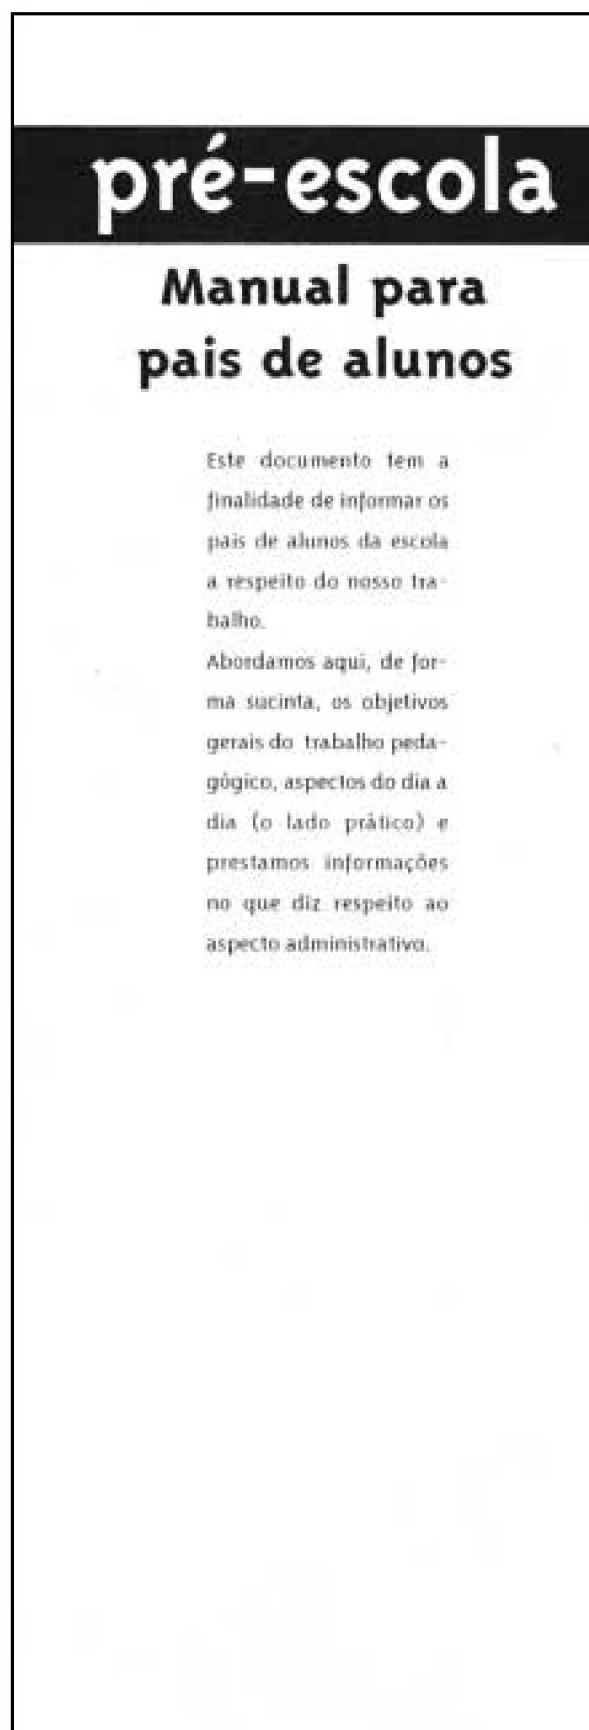 pré-escola
Manual para
pais de alunos
Este documento tem a
finalidade de informar os
pais de alunos da escola
a respeito do nosso tra-
balho.
Abordamos aqui, de for-
ma sucinta, os objetivos
gerais do trabalho peda-
gógico, aspectos do dia a
dia (o lado prático) e
prestamos informações
no que diz respeito ao
aspecto administrativo.